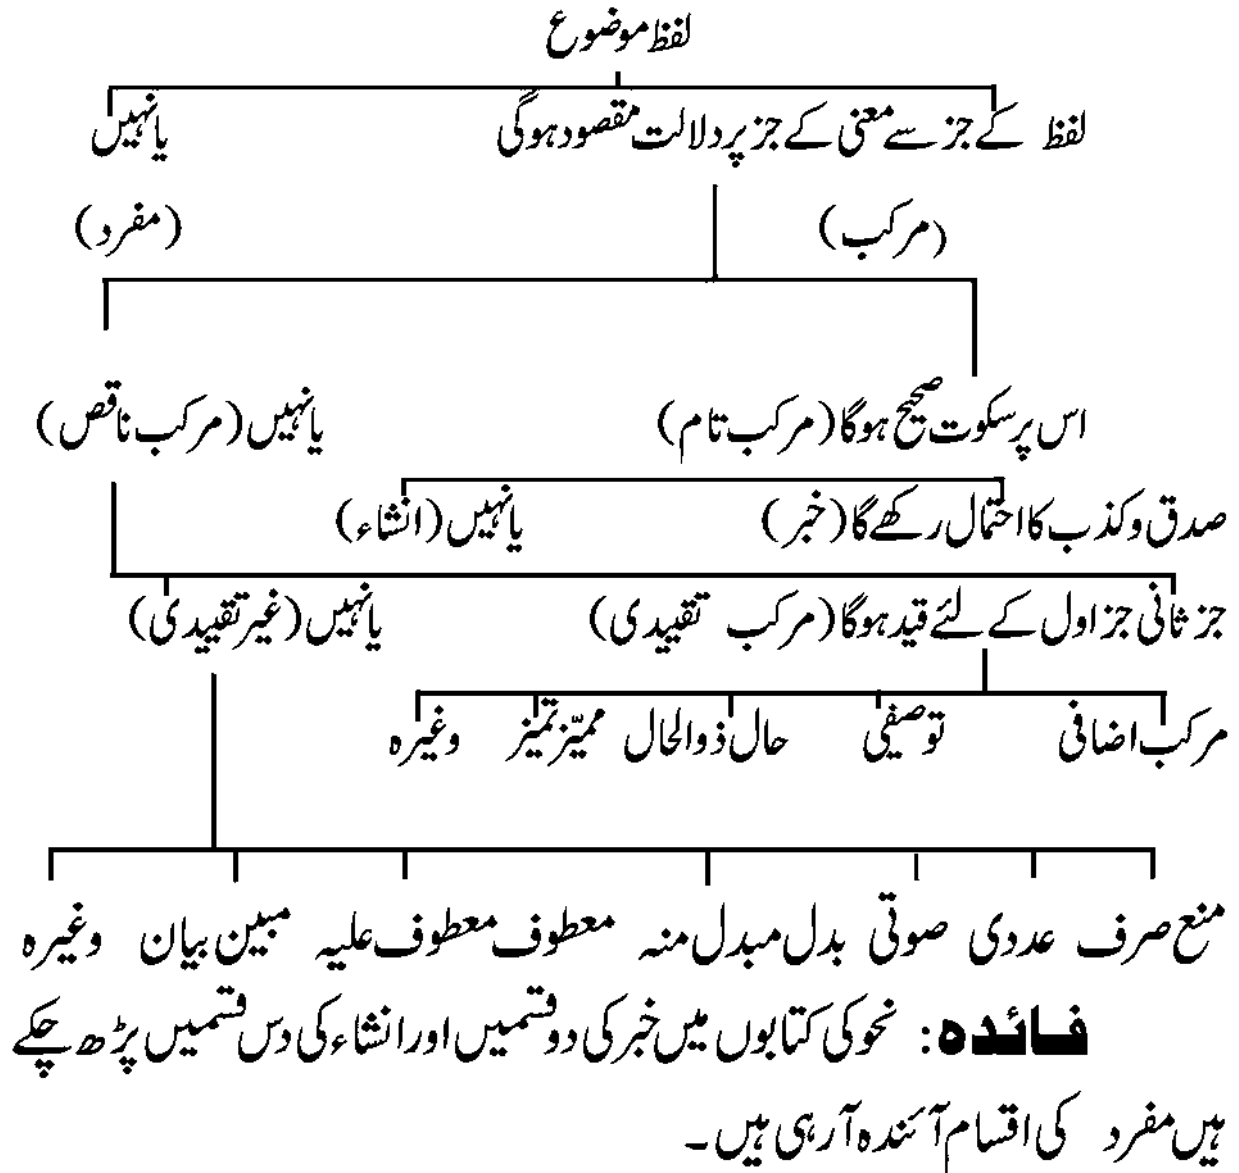 لفظ موضوع
لفظ کے جز سے معنی کے جز پر دلالت مقصود ہوگی یا نہیں
(مرکب) (مفرد)
اس پر سکوت صحیح ہوگا (مرکب تام) یا نہیں (مرکب ناقص)
صدق و کذب کا احتمال رکھے گا (خبر) یا نہیں (انشاء)
جز ثانی جز اول کے لئے قید ہوگا (مرکب تقییدی) یا نہیں (غیر تقییدی)
مرکب اضافی توصیفی حال ذوالحال ممیّز تمیز وغیرہ
منع صرف عددی صوتی بدل مبدل منہ معطوف معطوف علیہ مبین بیان وغیرہ
فائدہ: نحو کی کتابوں میں خبر کی دو قسمیں اور انشاء کی دس قسمیں پڑھ چکے
ہیں مفرد کی اقسام آئندہ آرہی ہیں۔